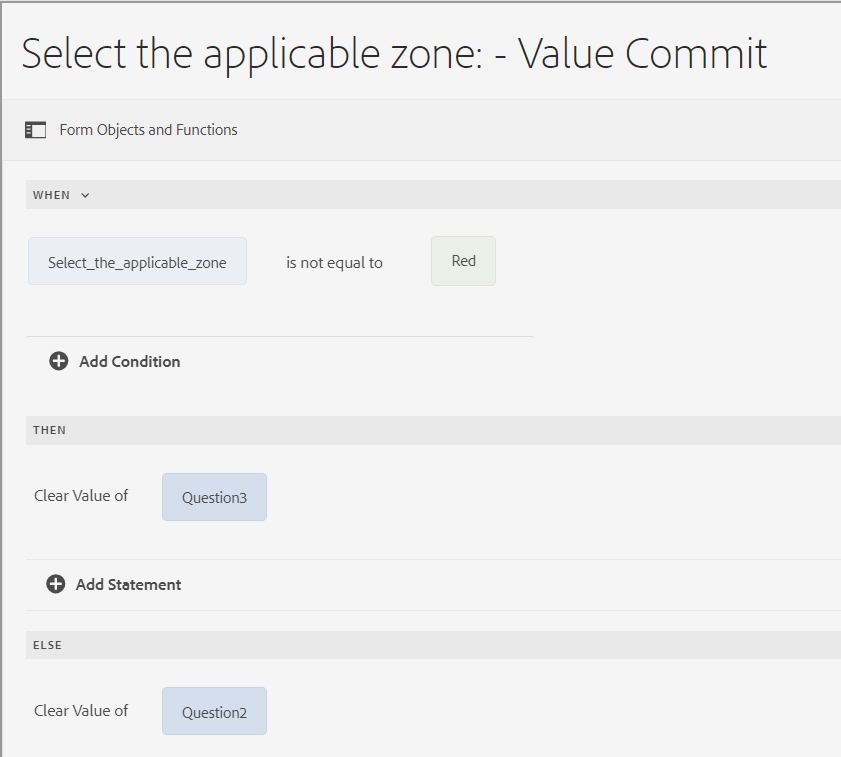 Select the applicable zone: - Value Commit
Form Objects and Functions
WHEN
Select_the_applicable_zone is not equal to Red
Add Condition
THEN
Clear Value of Question3
Add Statement
ELSE
Clear Value of Question2